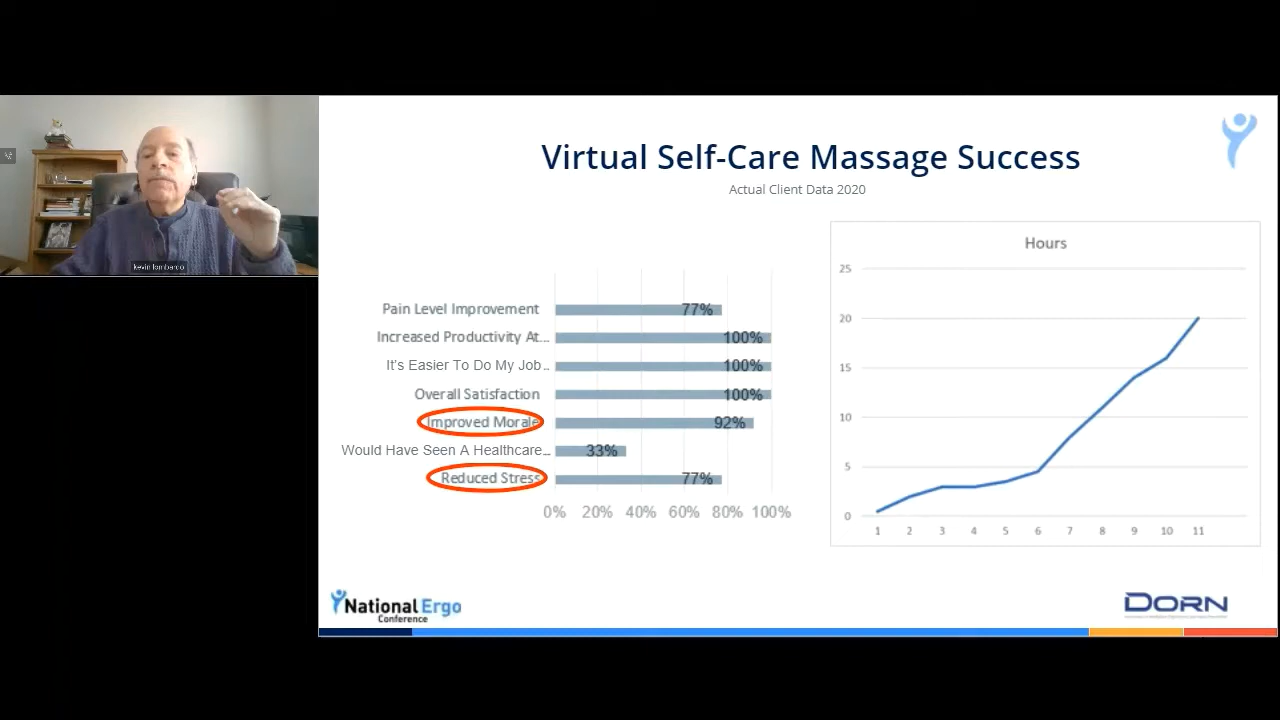 kevin lombardo
Virtual Self-Care Massage Success
Actual Client Data 2020
Pain Level Improvement 77%
Increased Productivity At... 100%
It's Easier To Do My Job... 100%
Overall Satisfaction 100%
Improved Morale 92%
Would Have Seen A Healthcare... 33%
Reduced Stress 77%
0% 20% 40% 60% 80% 100%
Hours
25
20
15
10
5
0
1 2 3 4 5 6 7 8 9 10 11
National Ergo
Conference
DORN